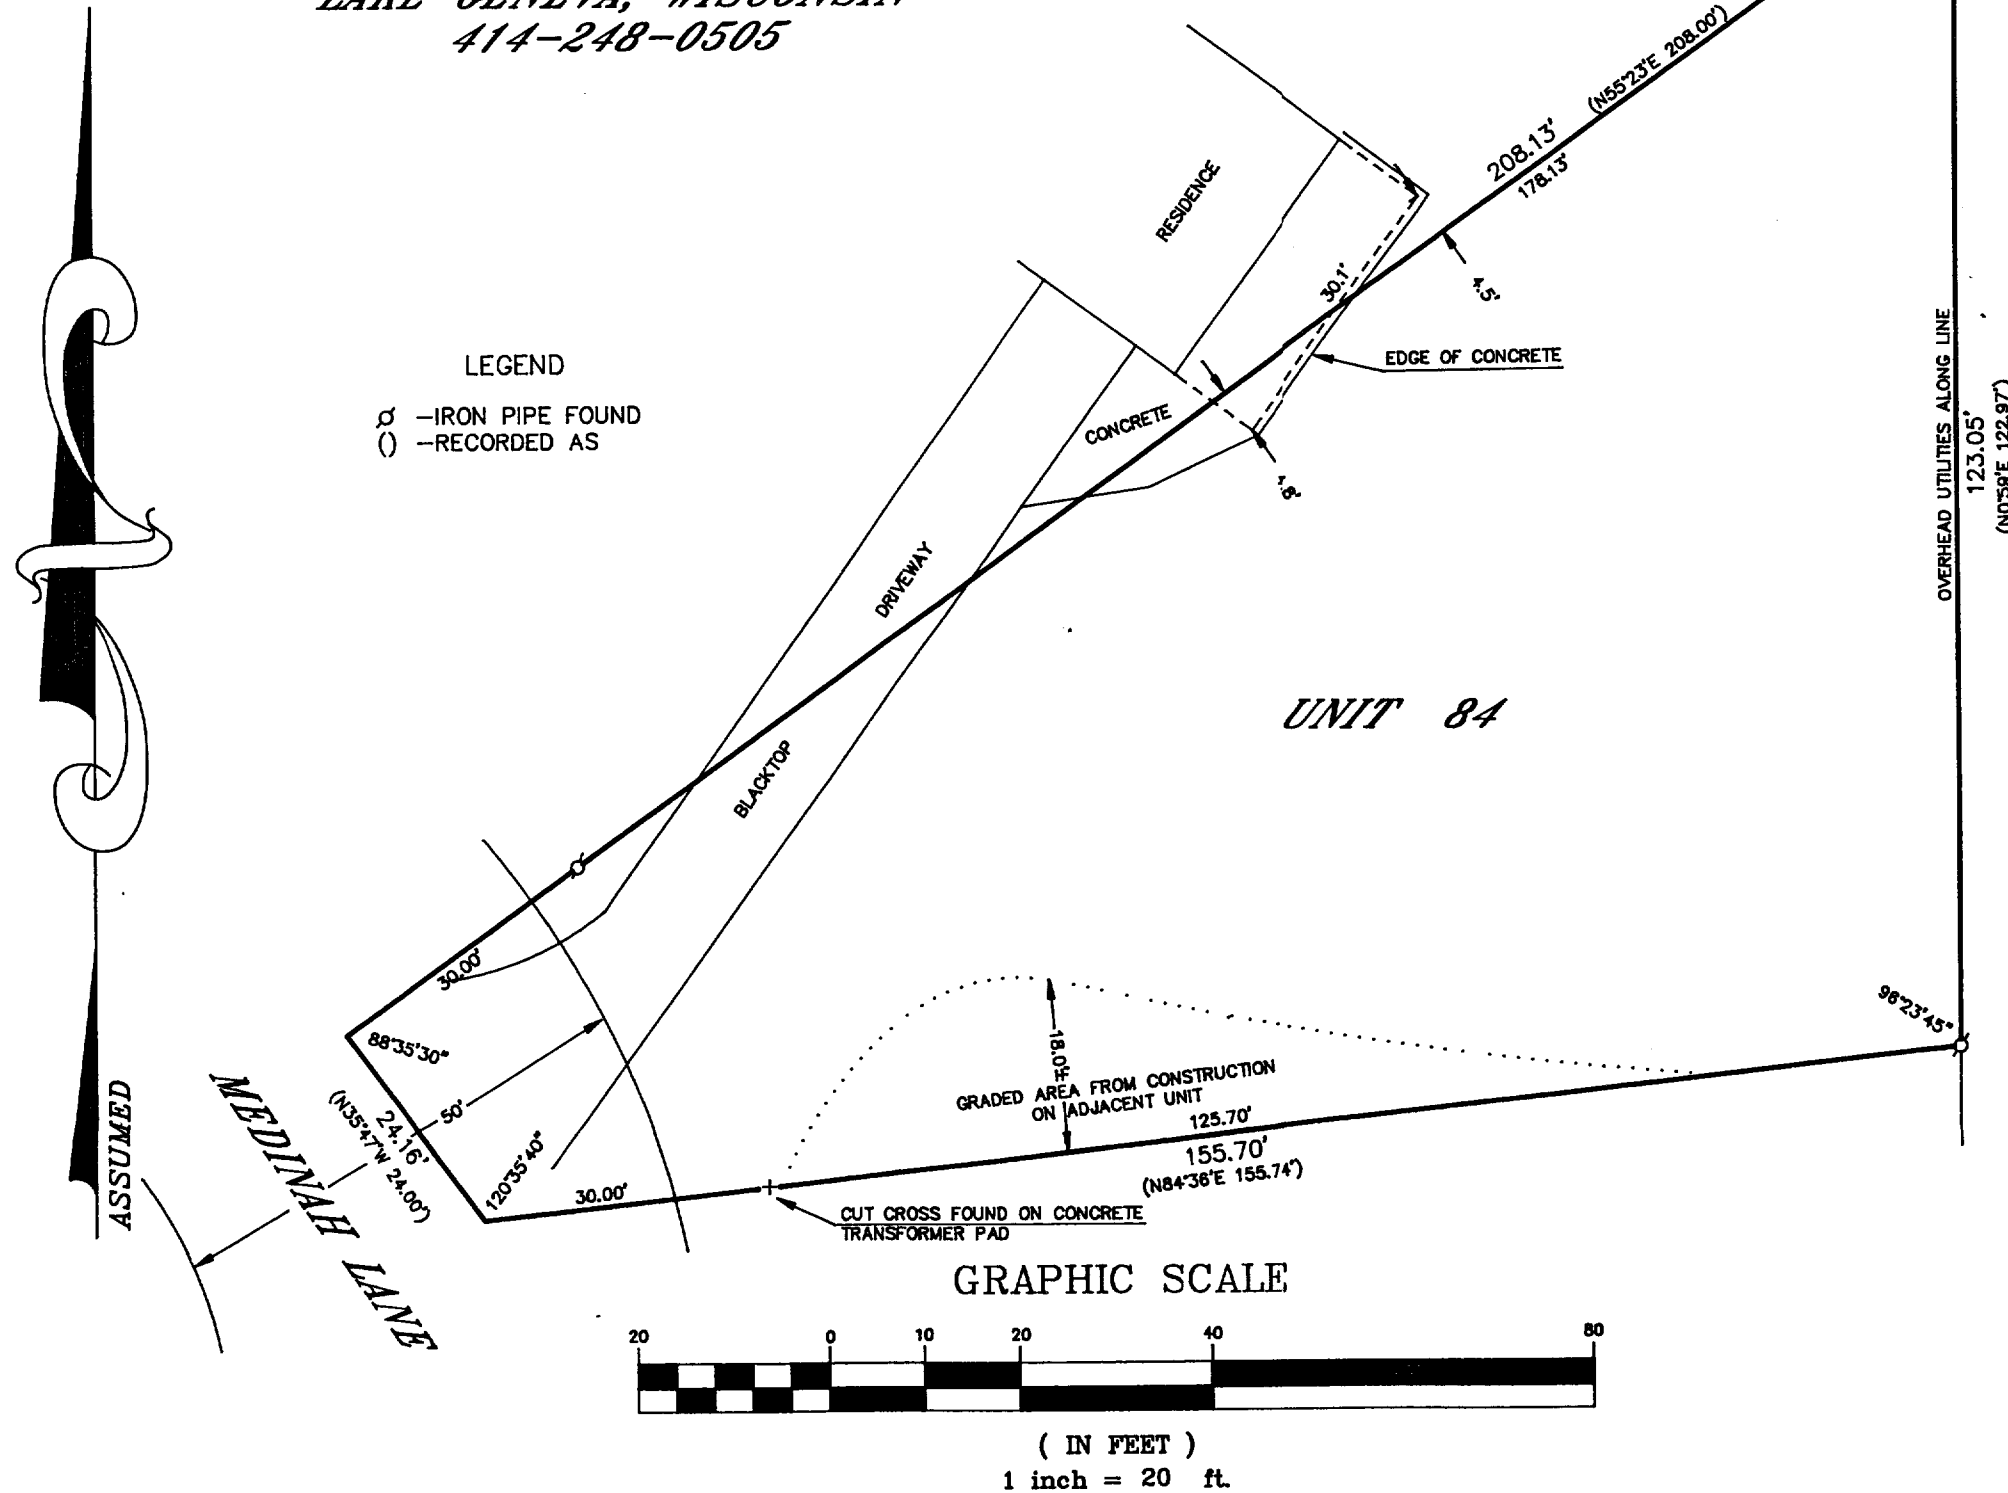 LAKE GENEVA, WISCONSIN
414-248-0505
(N55°23'E 208.00')
208.13'
178.13'
RESIDENCE
30.1'
4.5'
EDGE OF CONCRETE
LEGEND
-IRON PIPE FOUND
() -RECORDED AS
CONCRETE
OVERHEAD UTILITIES ALONG LINE
123.05'
(N0°59'E 122.97')
DRIVEWAY
UNIT 84
BLACKTOP
30.00'
88°35'30"
96°23'45"
18.0'±
GRADED AREA FROM CONSTRUCTION
ON ADJACENT UNIT
125.70'
155.70'
(N84°36'E 155.74')
50'
24.16'
(N35°47'W 24.00')
120°35'40"
30.00'
CUT CROSS FOUND ON CONCRETE
TRANSFORMER PAD
ASSUMED
MEDINAH LANE
GRAPHIC SCALE
20 0 10 20 40 80
( IN FEET )
1 inch = 20 ft.